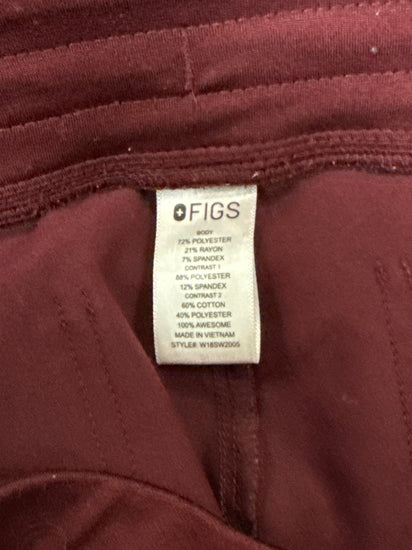 FIGS
BODY
72% POLYESTER
21% RAYON
7% SPANDEX
CONTRAST 1
88% POLYESTER
12% SPANDEX
CONTRAST 2
60% COTTON
40% POLYESTER
100% AWESOME
MADE IN VIETNAM
STYLE#: W18SW2005